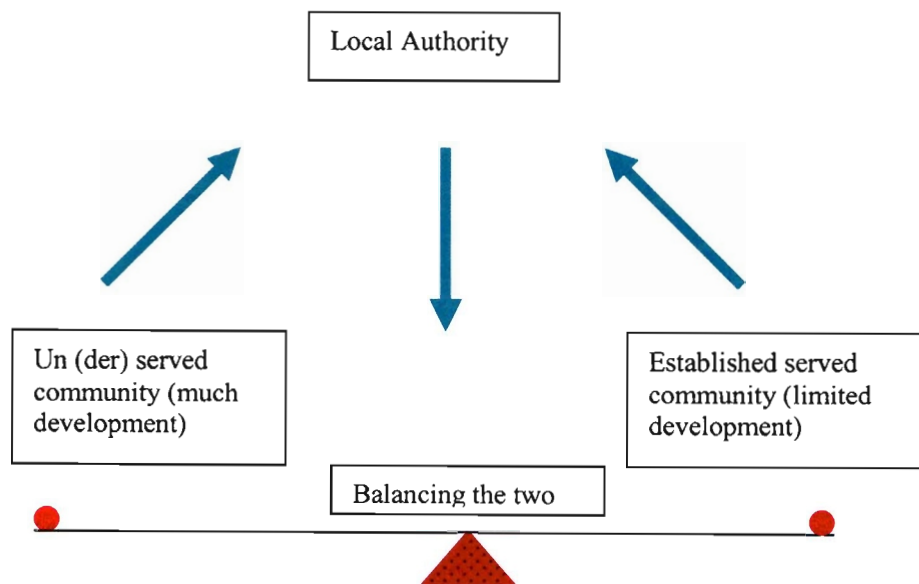 Local Authority
Un (der) served
community (much
development)
Established served
community (limited
development)
Balancing the two